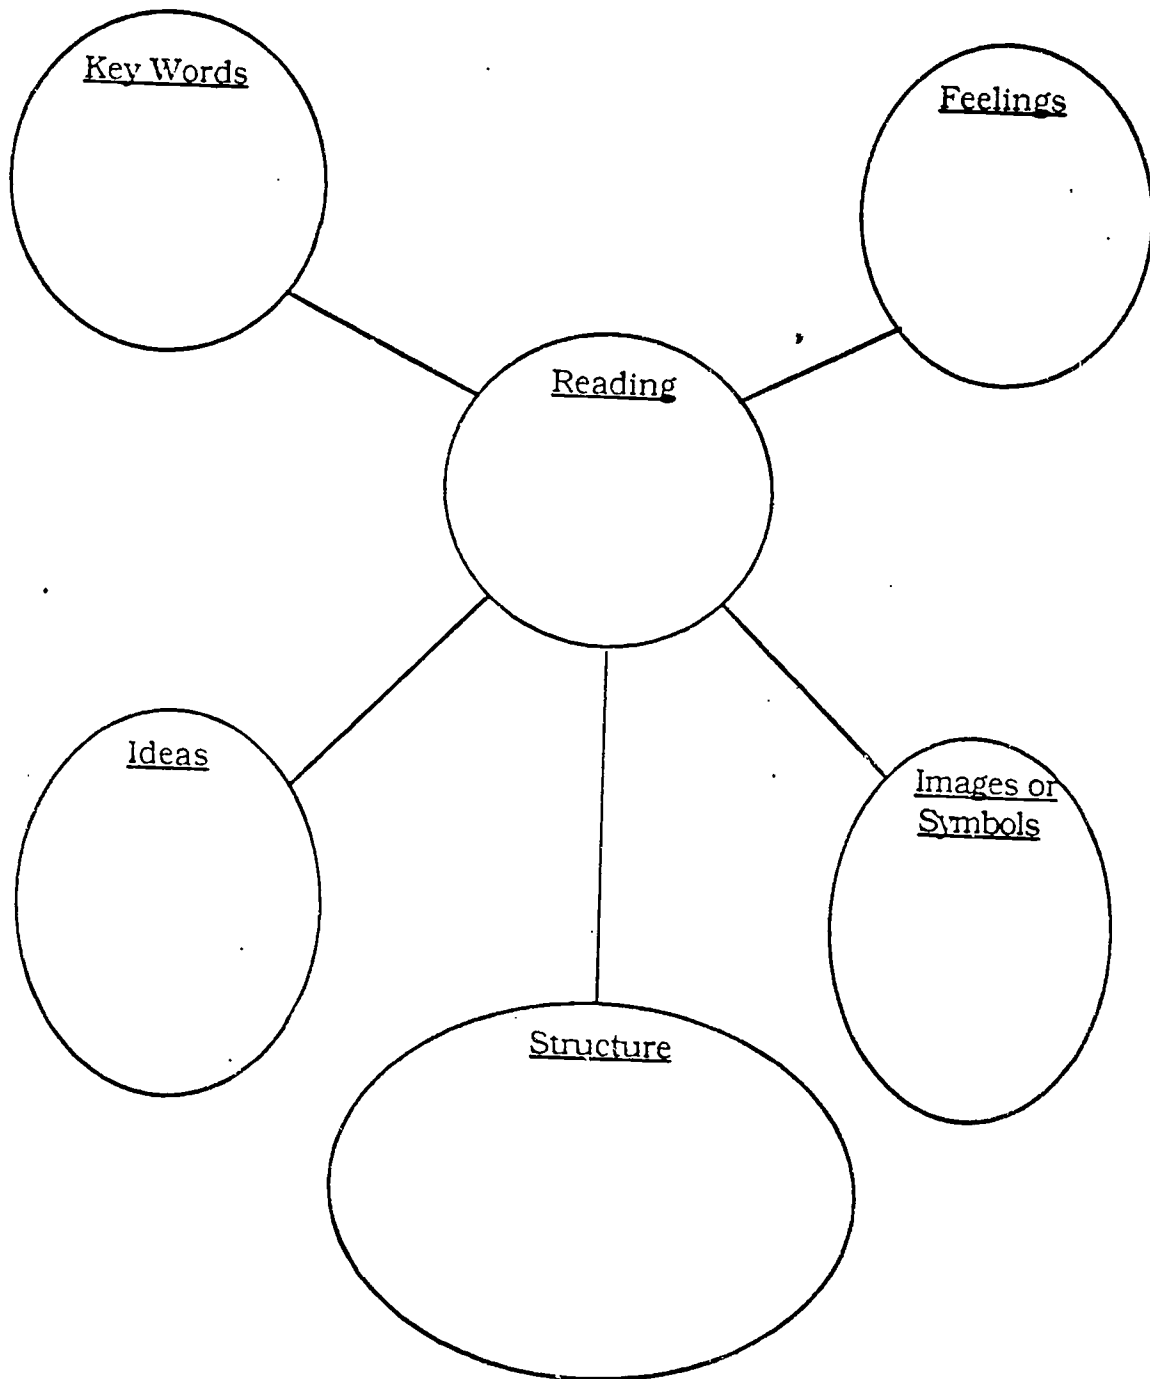 Key Words
Feelings
Reading
Ideas
Images or
Symbols
Structure